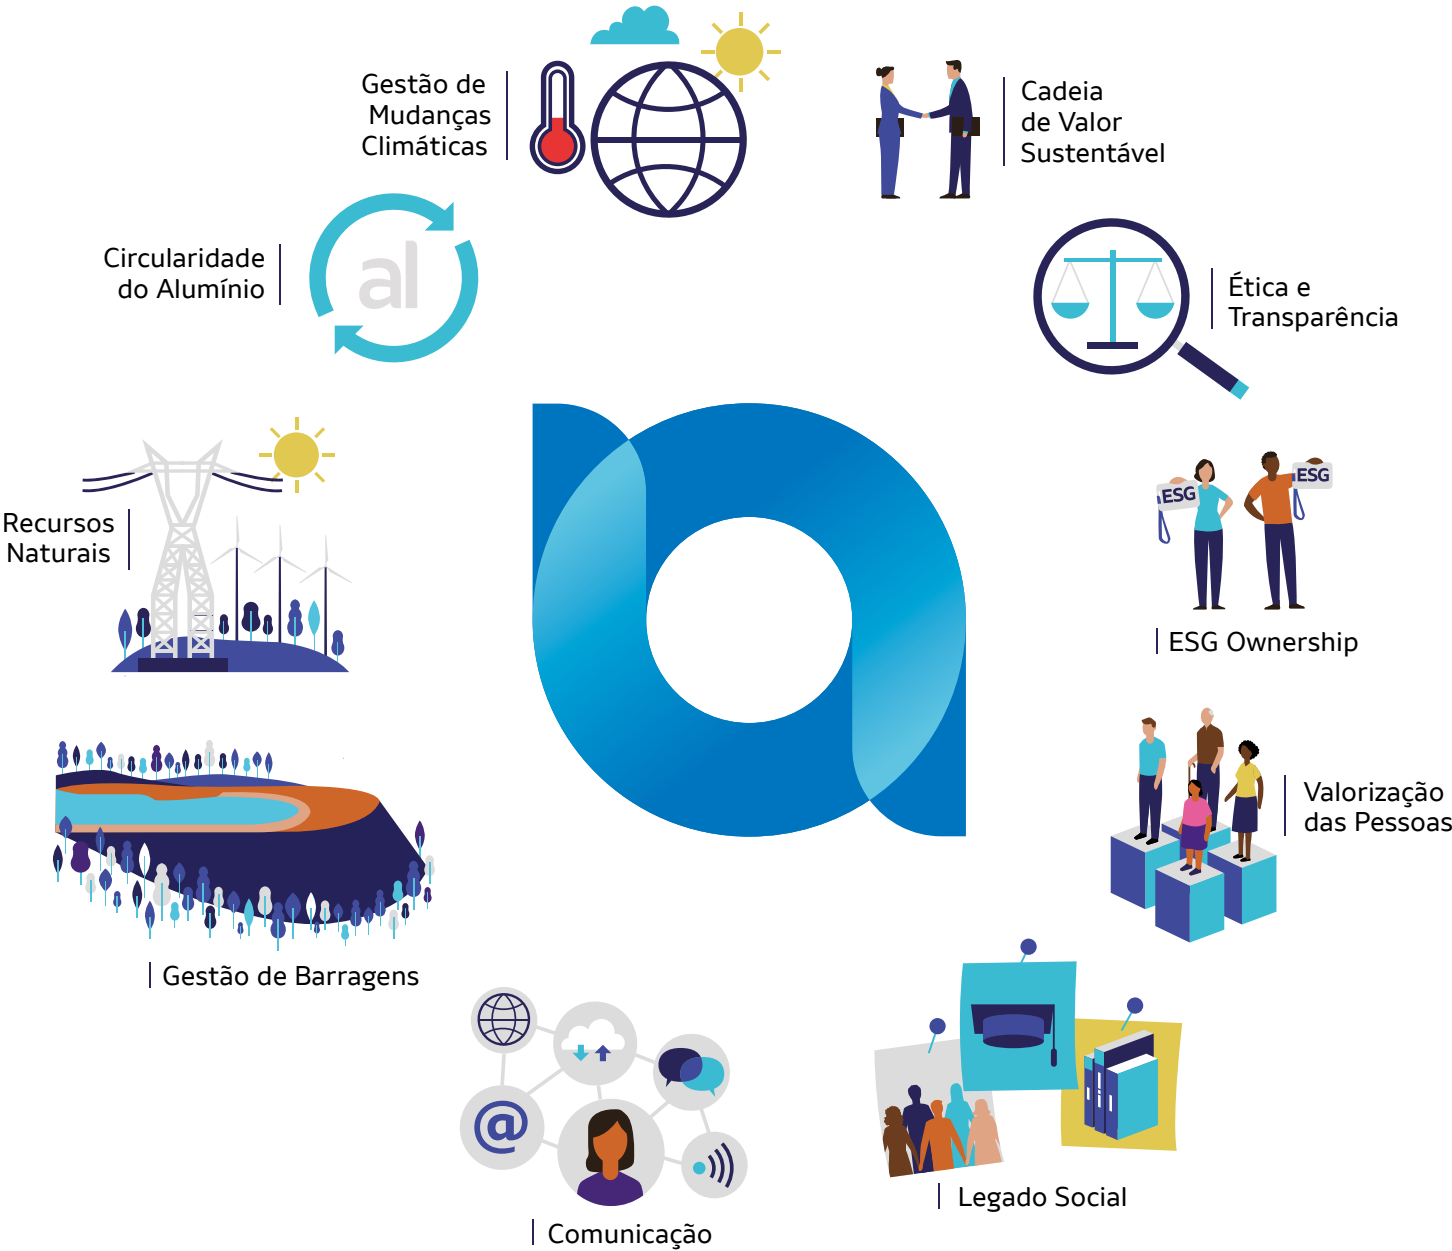 Gestão de
Mudanças
Climáticas
Cadeia
de Valor
Sustentável
Circularidade
do Alumínio
al
Ética e
Transparência
Recursos
Naturais
ESG
ESG
ESG Ownership
Valorização
das Pessoas
Gestão de Barragens
@
Legado Social
Comunicação